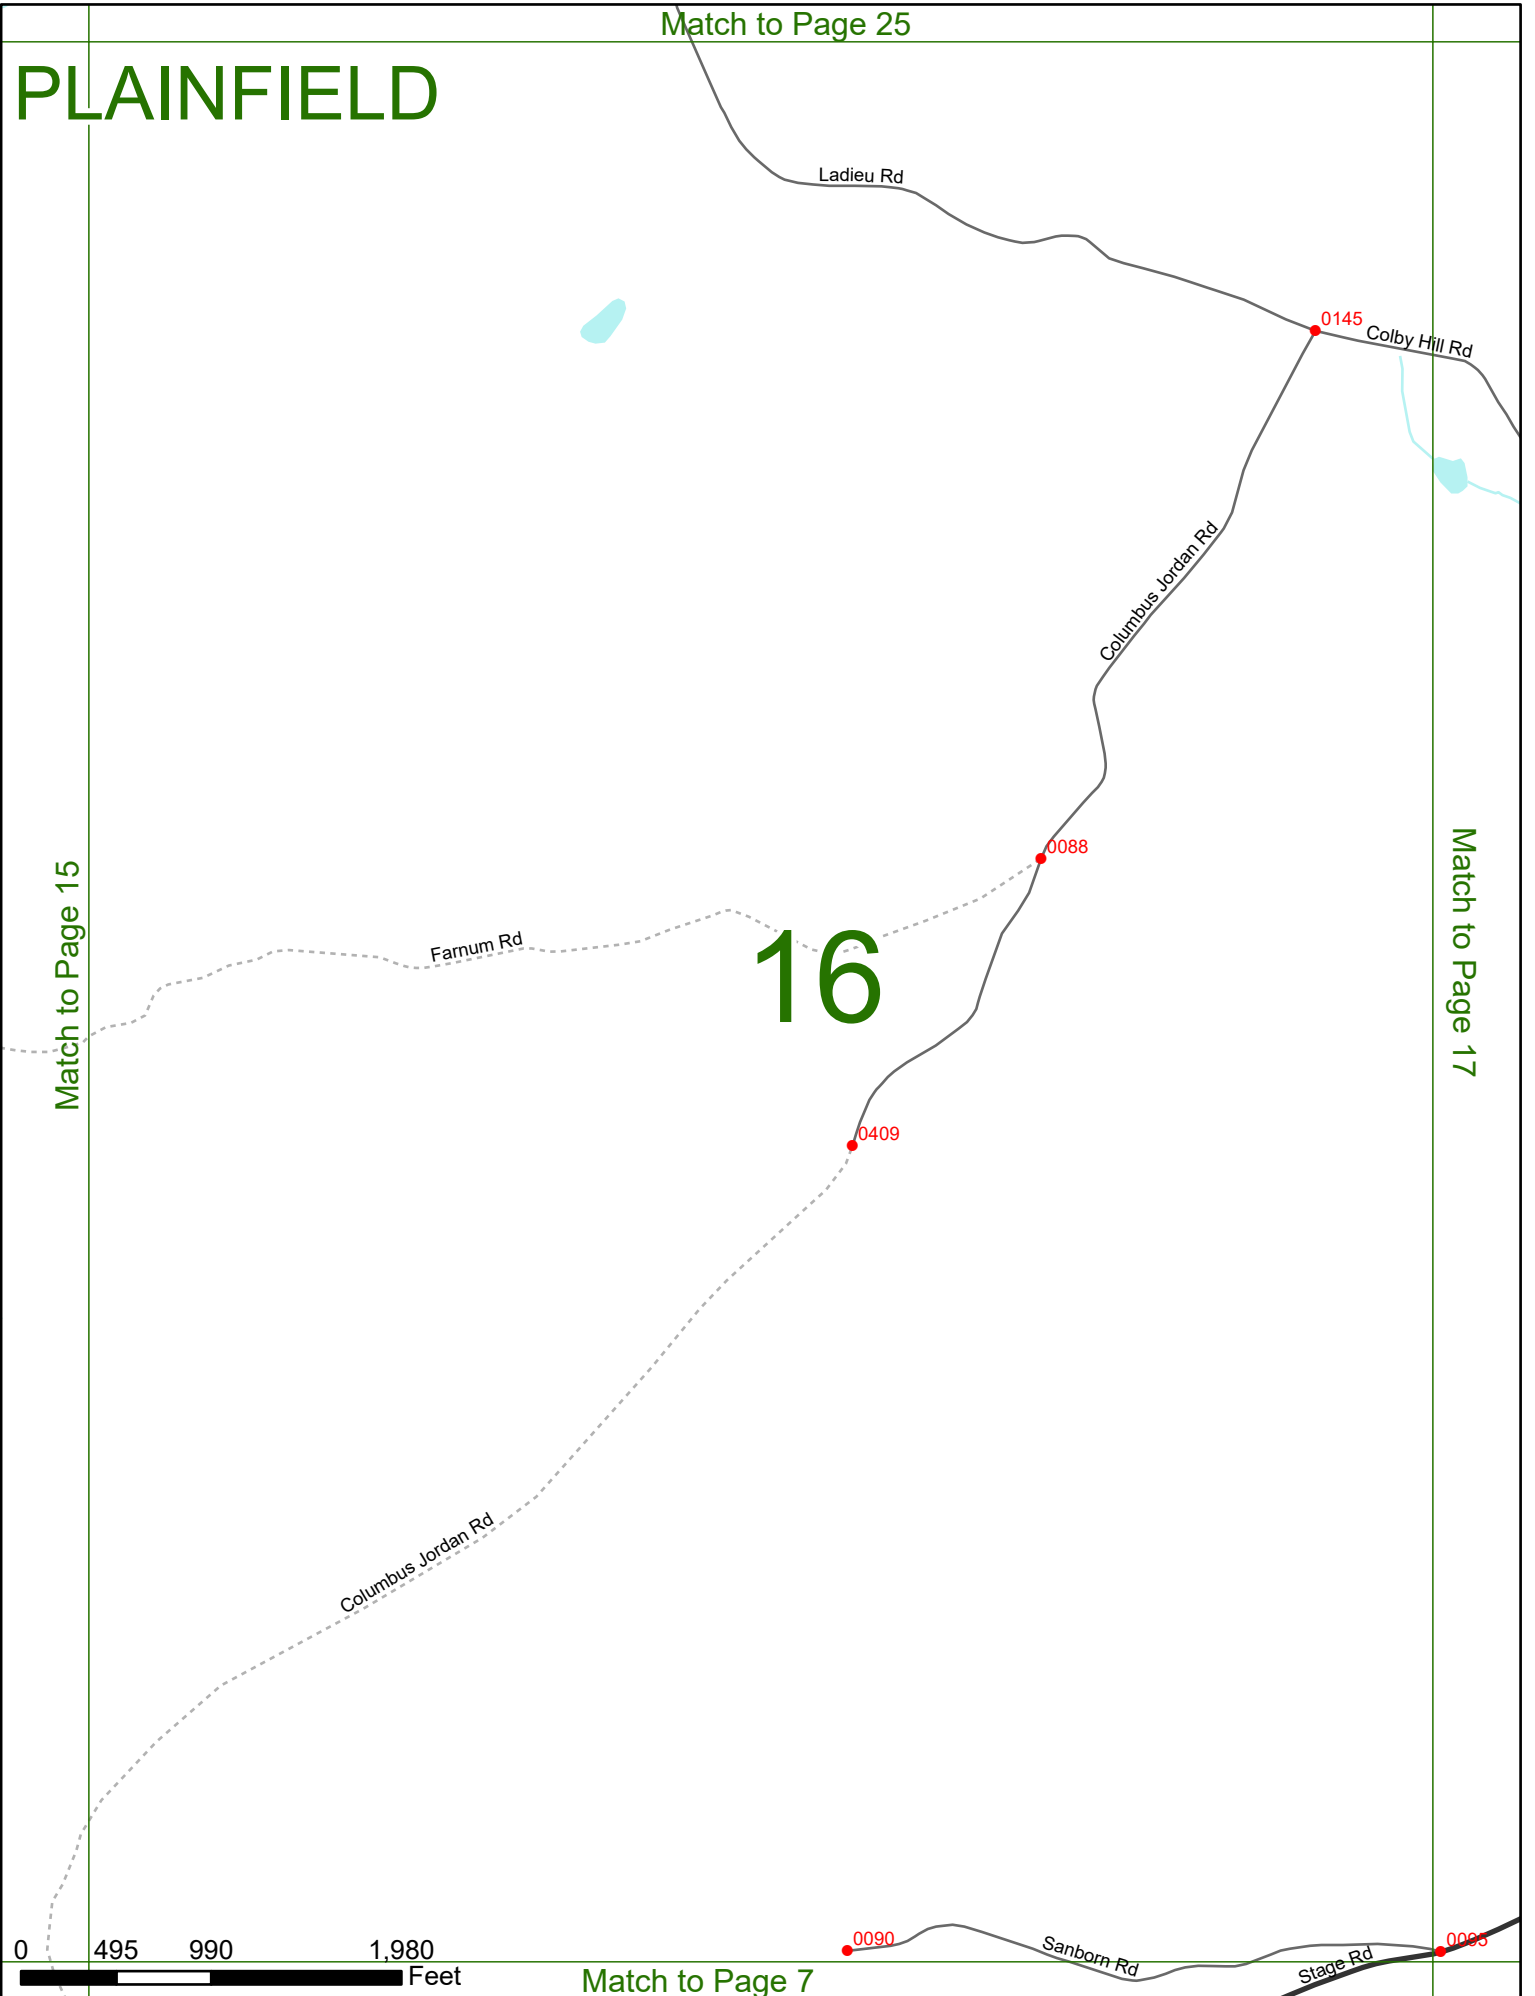 Match to Page 25
PLAINFIELD
Ladieu Rd
0145
Colby Hill Rd
Columbus Jordan Rd
0088
Match to Page 15
Match to Page 17
Farnum Rd
16
0409
Columbus Jordan Rd
0090
Sanborn Rd
Stage Rd
0 495 990 1,980
Feet
Match to Page 7